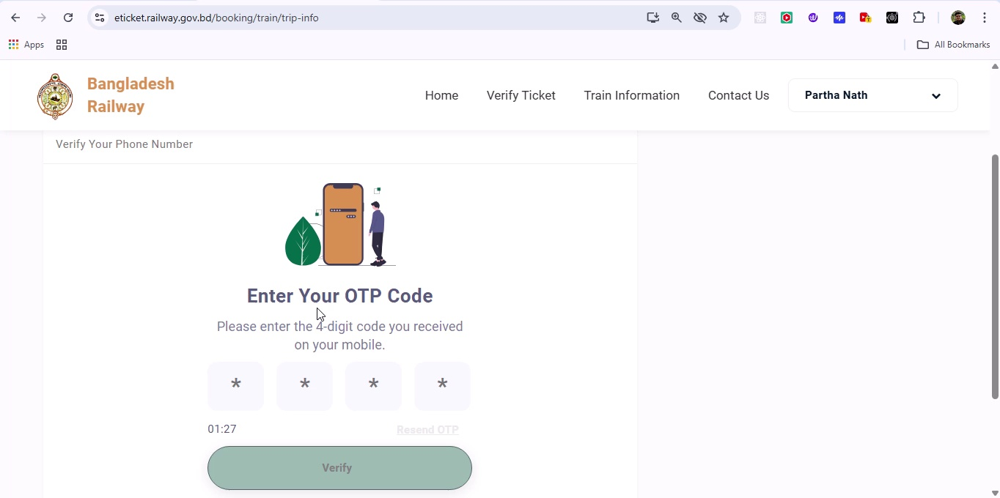 eticket.railway.gov.bd/booking/train/trip-info
Apps
All Bookmarks
Bangladesh
Railway
Home
Verify Ticket
Train Information
Contact Us
Partha Nath
Verify Your Phone Number
Enter Your OTP Code
Please enter the 4-digit code you received
on your mobile.
* * * *
01:27
Resend OTP
Verify